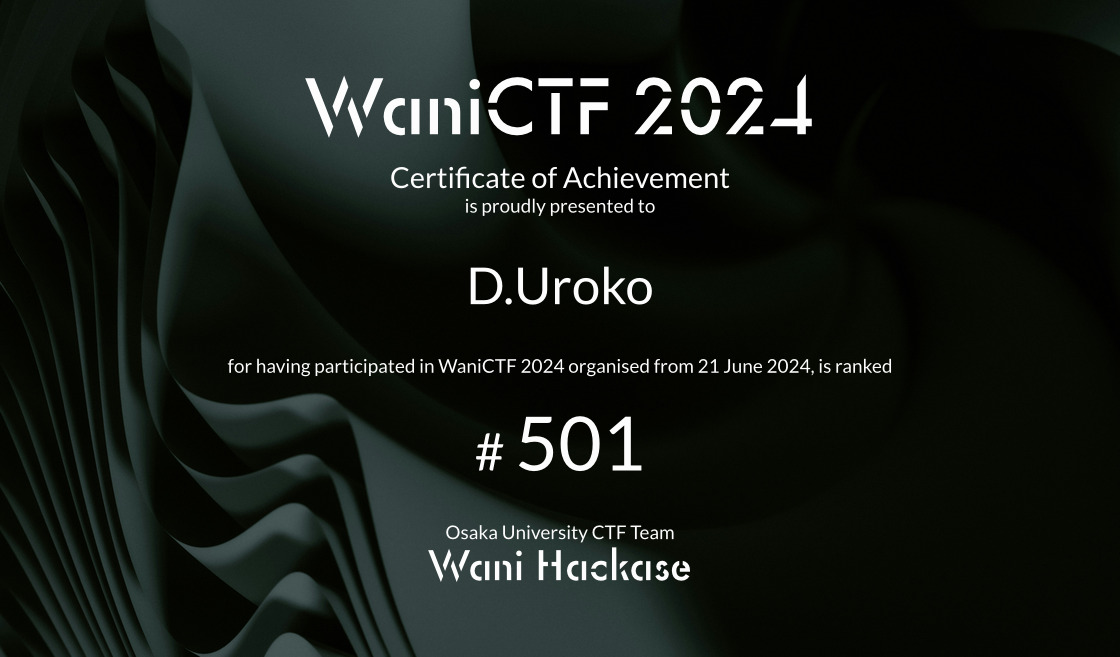 WaniCTF 2024
Certificate of Achievement
is proudly presented to
D.Uroko
for having participated in WaniCTF 2024 organised from 21 June 2024, is ranked
# 501
Osaka University CTF Team
Wani Hackase